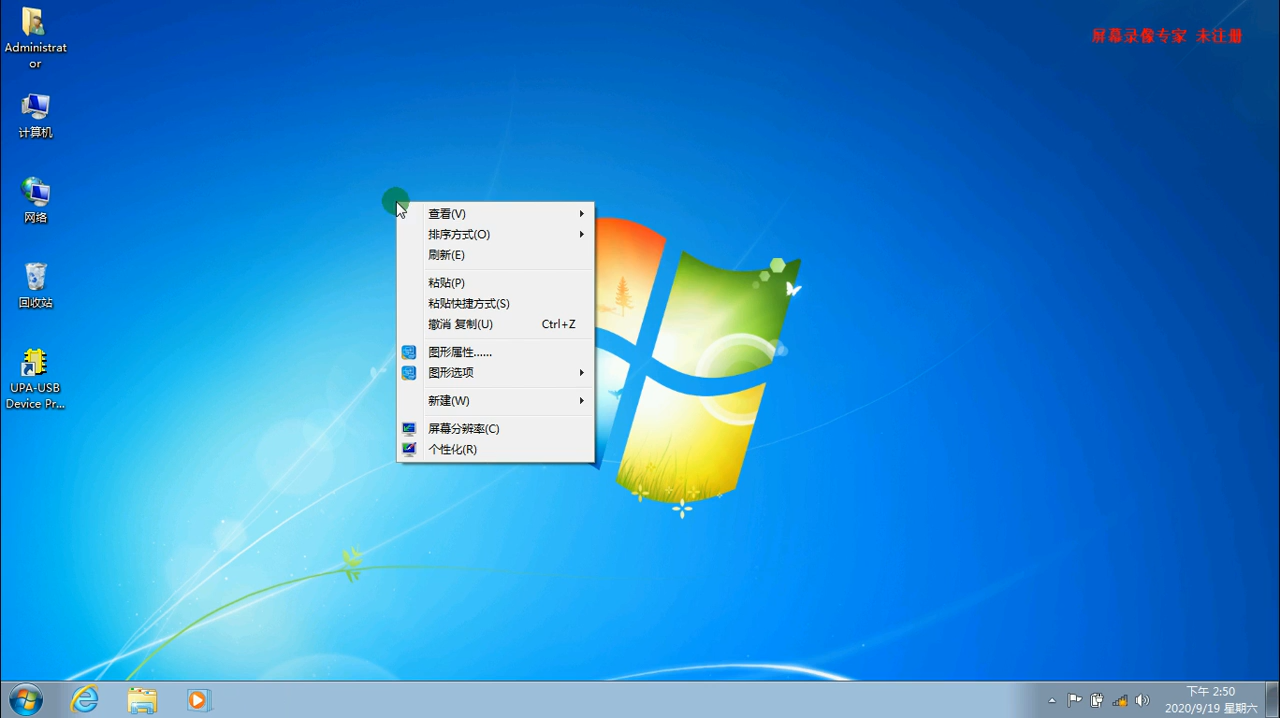 Administrat
or
计算机
网络
回收站
UPA-USB
Device Pr...
屏幕录像专家 未注册
查看(V)
排序方式(O)
刷新(E)
粘贴(P)
粘贴快捷方式(S)
撤消 复制(U) Ctrl+Z
图形属性......
图形选项
新建(W)
屏幕分辨率(C)
个性化(R)
下午 2:50
2020/9/19 星期六